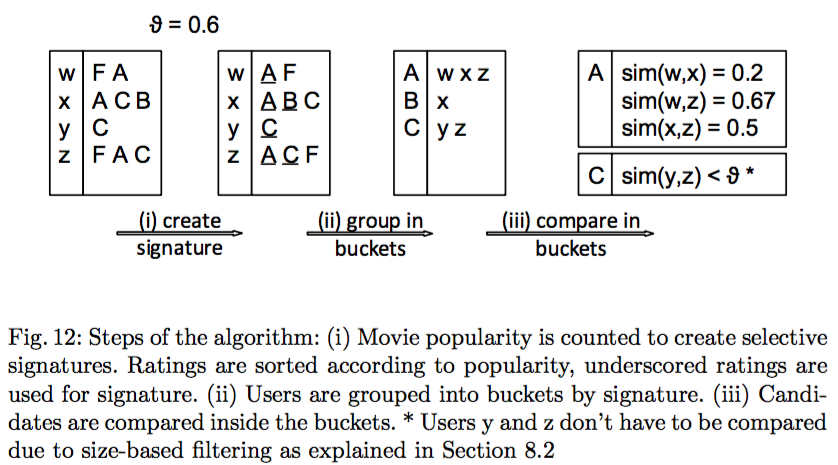 ϑ = 0.6
w F A
x A C B
y C
z F A C
w A F
x A B C
y C
z A C F
A w x z
B x
C y z
A sim(w,x) = 0.2
sim(w,z) = 0.67
sim(x,z) = 0.5
C sim(y,z) < ϑ *
(i) create
signature
(ii) group in
buckets
(iii) compare in
buckets
Fig. 12: Steps of the algorithm: (i) Movie popularity is counted to create selective
signatures. Ratings are sorted according to popularity, underscored ratings are
used for signature. (ii) Users are grouped into buckets by signature. (iii) Candi-
dates are compared inside the buckets. * Users y and z don't have to be compared
due to size-based filtering as explained in Section 8.2